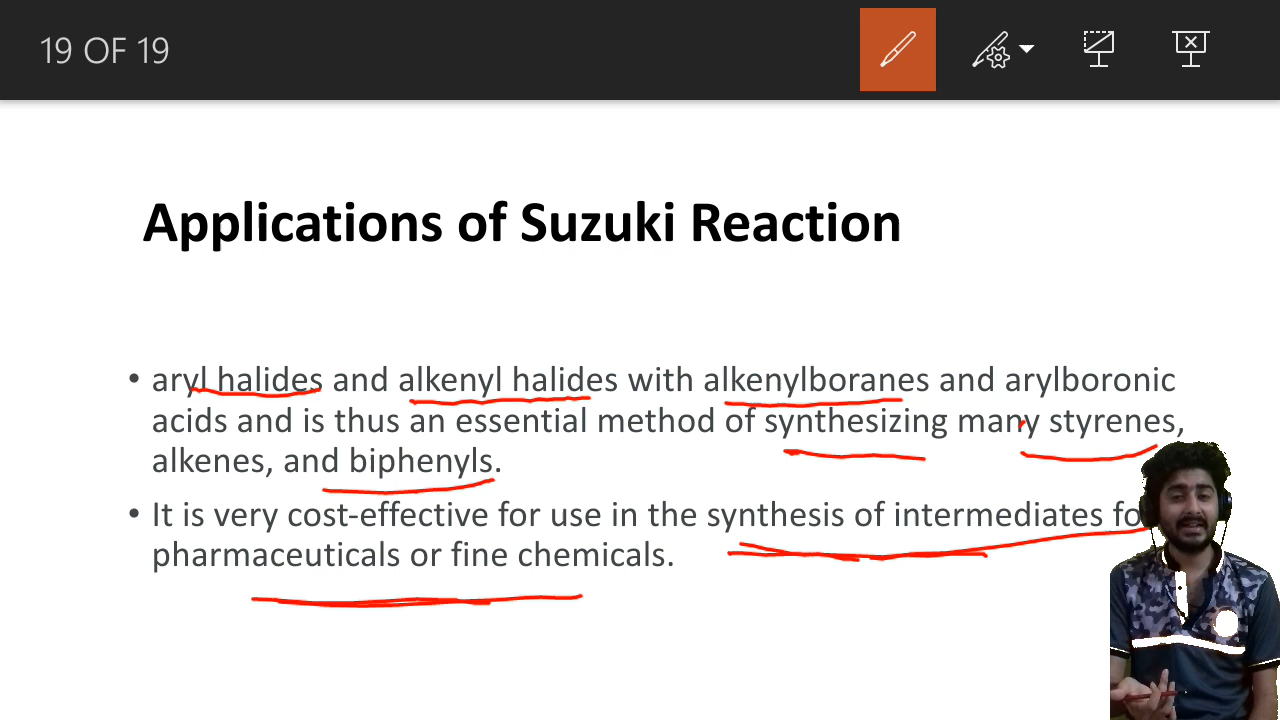 19 OF 19
Applications of Suzuki Reaction
• aryl halides and alkenyl halides with alkenylboranes and arylboronic
acids and is thus an essential method of synthesizing many styrenes,
alkenes, and biphenyls.
• It is very cost-effective for use in the synthesis of intermediates fo
pharmaceuticals or fine chemicals.